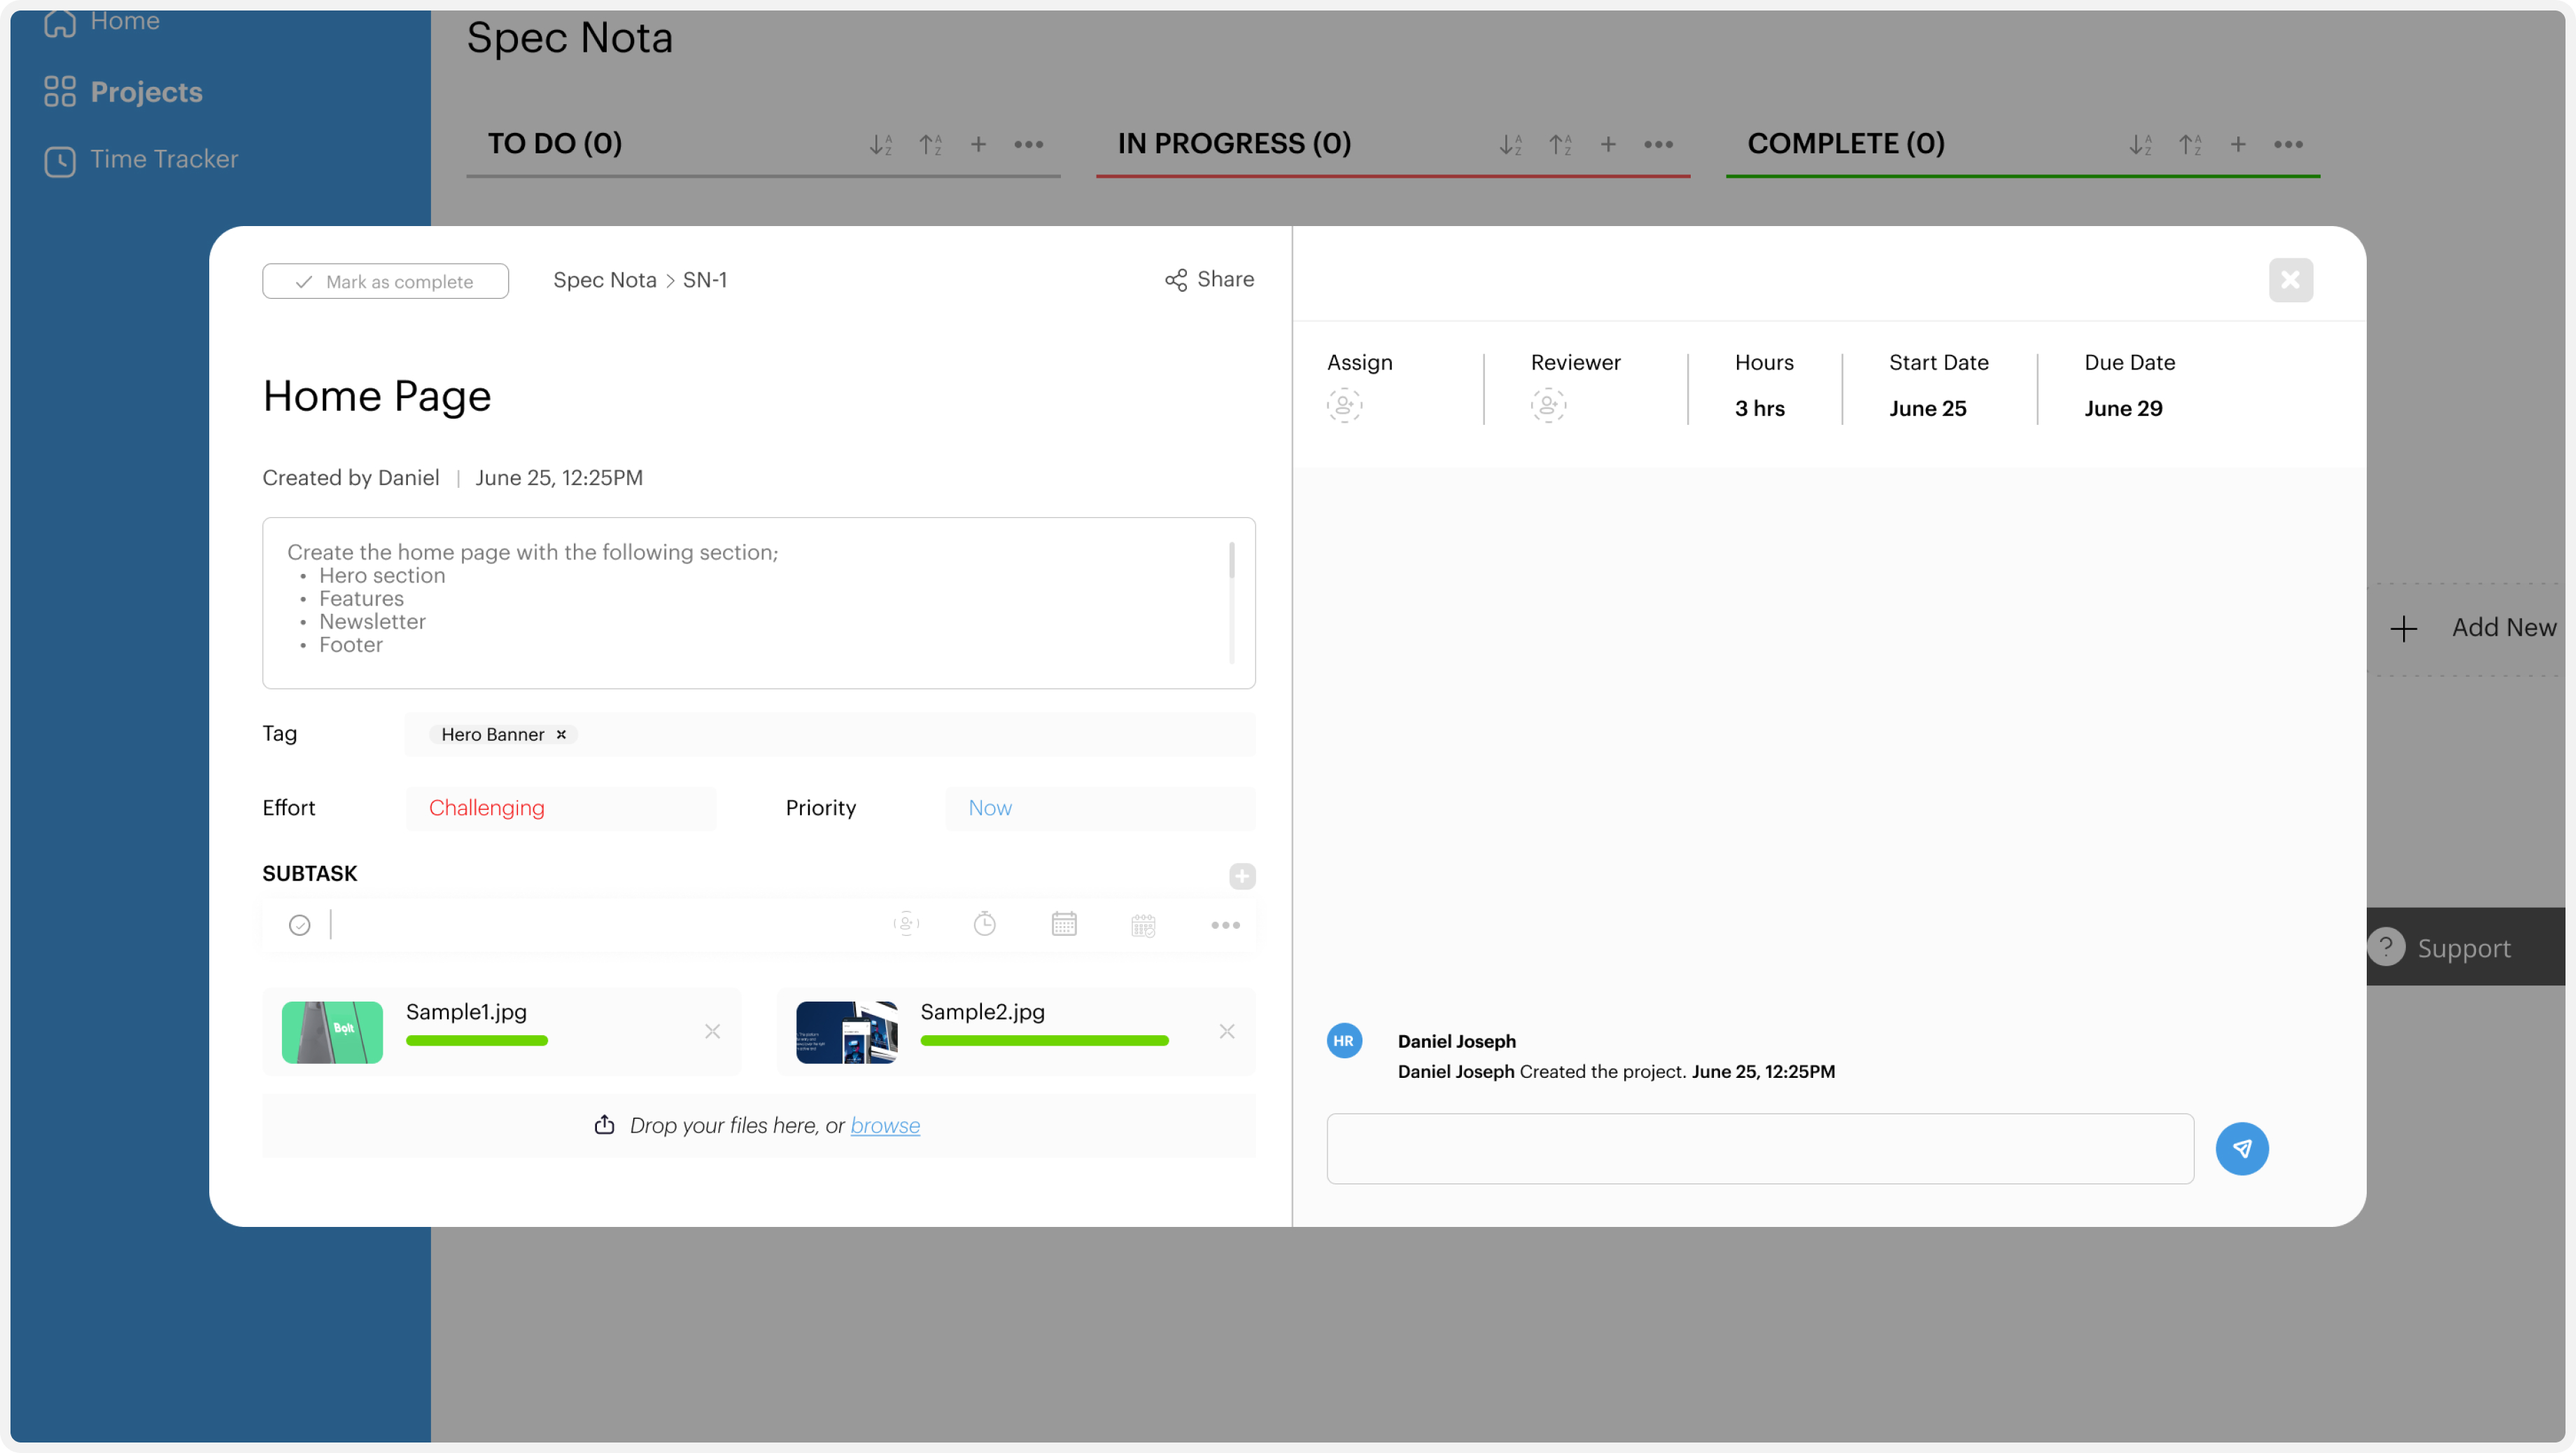 Home
Projects
Time Tracker
Spec Nota
TO DO (0)
IN PROGRESS (0)
COMPLETE (0)
Mark as complete
Spec Nota > SN-1
Share
Home Page
Created by Daniel | June 25, 12:25PM
Create the home page with the following section;
• Hero section
• Features
• Newsletter
• Footer
Tag
Hero Banner ×
Effort
Challenging
Priority
Now
SUBTASK
Bolt
Sample1.jpg
Sample2.jpg
Drop your files here, or browse
Assign
Reviewer
Hours
3 hrs
Start Date
June 25
Due Date
June 29
HR
Daniel Joseph
Daniel Joseph Created the project. June 25, 12:25PM
Add New
? Support